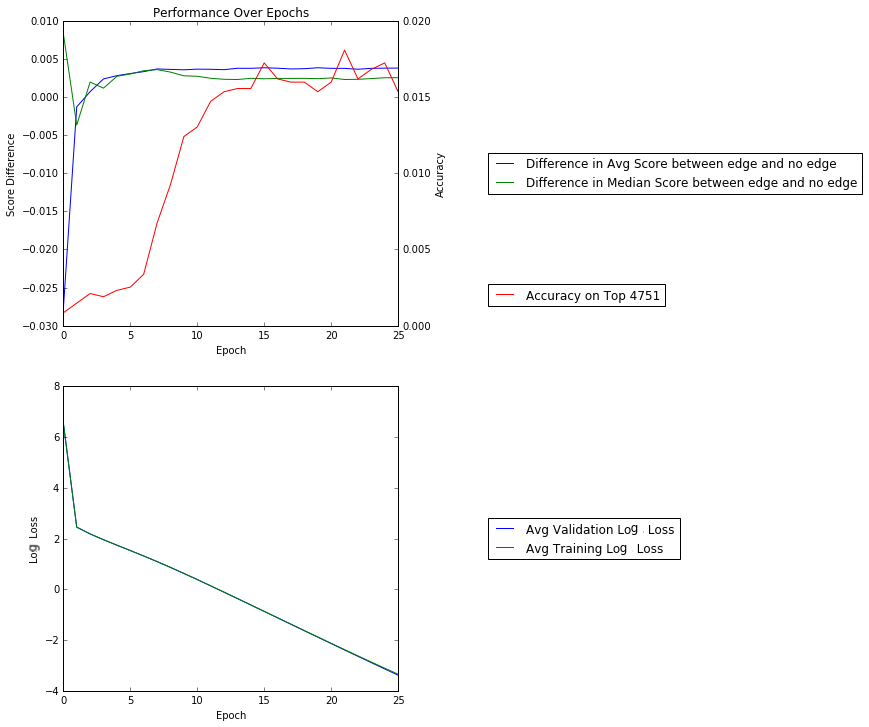 Performance Over Epochs
0.010
0.005
0.000
−0.005
−0.010
−0.015
−0.020
−0.025
−0.030
Score Difference
0.020
0.015
0.010
0.005
0.000
Accuracy
0 5 10 15 20 25
Epoch
Difference in Avg Score between edge and no edge
Difference in Median Score between edge and no edge
Accuracy on Top 4751
8
6
4
2
0
−2
−4
Log Loss
0 5 10 15 20 25
Epoch
Avg Validation Log Loss
Avg Training Log Loss